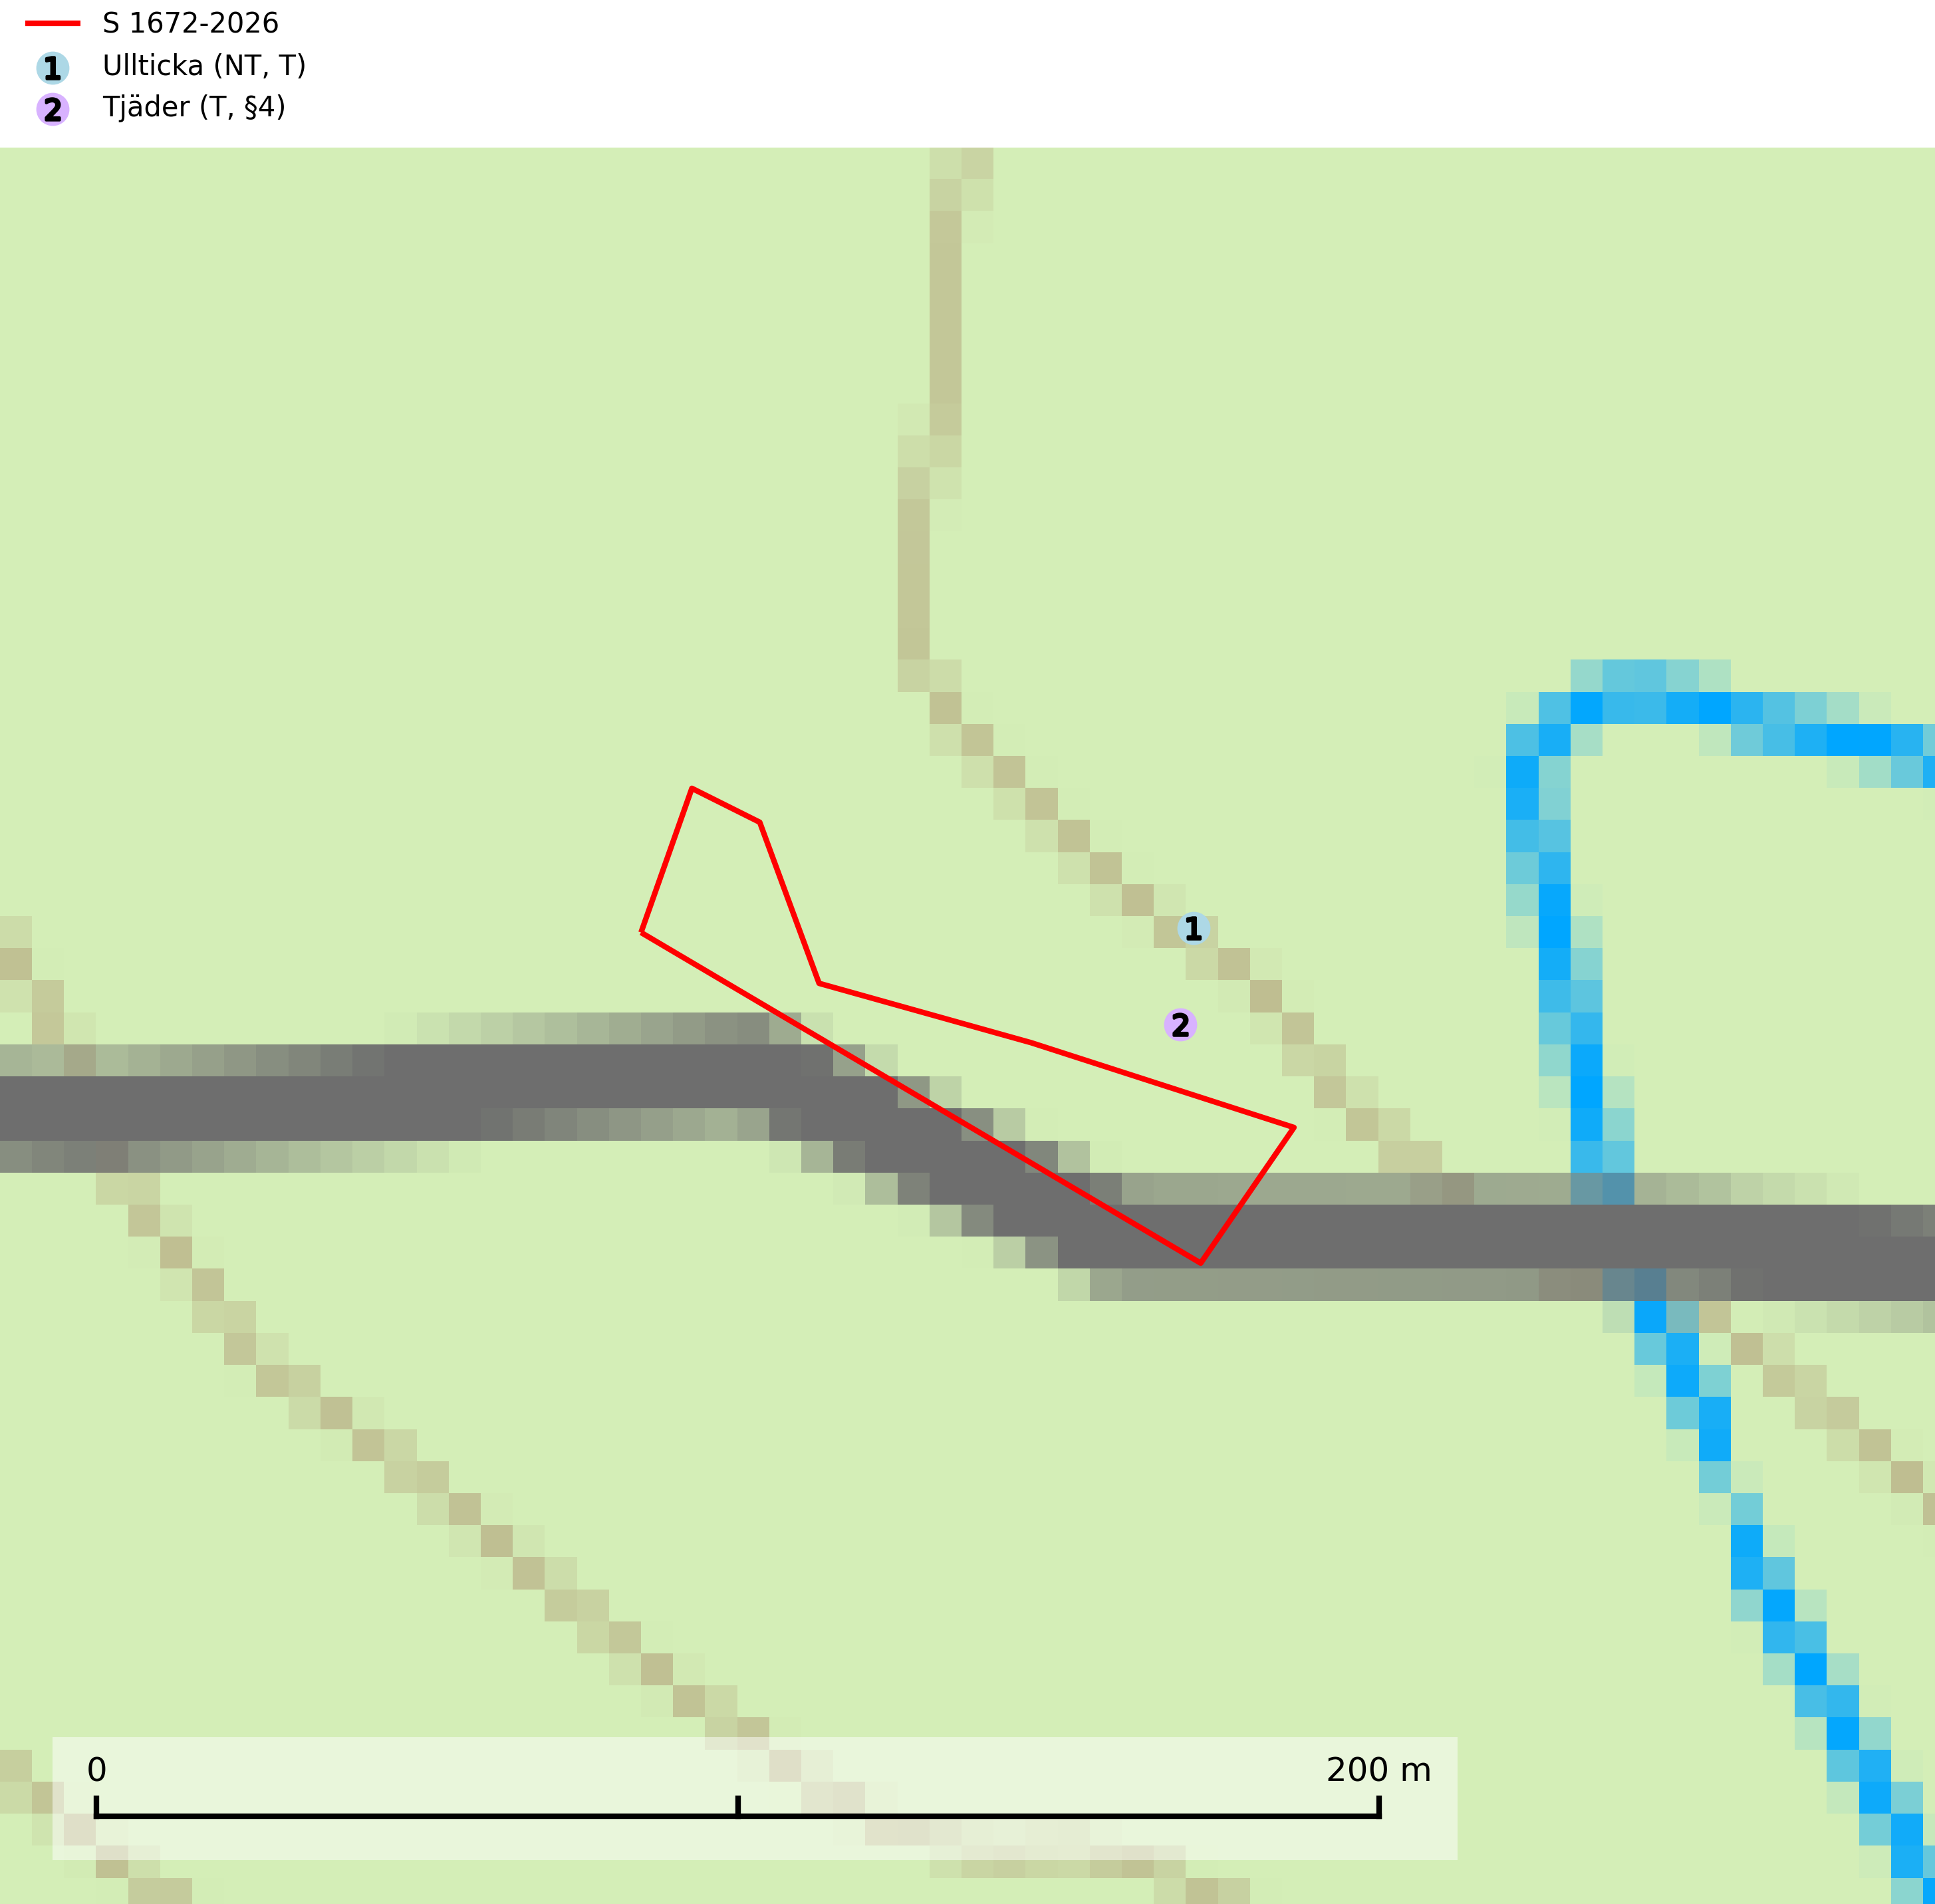 S 1672-2026
1 Ullticka (NT, T)
2 Tjäder (T, §4)
1
2
0 200 m